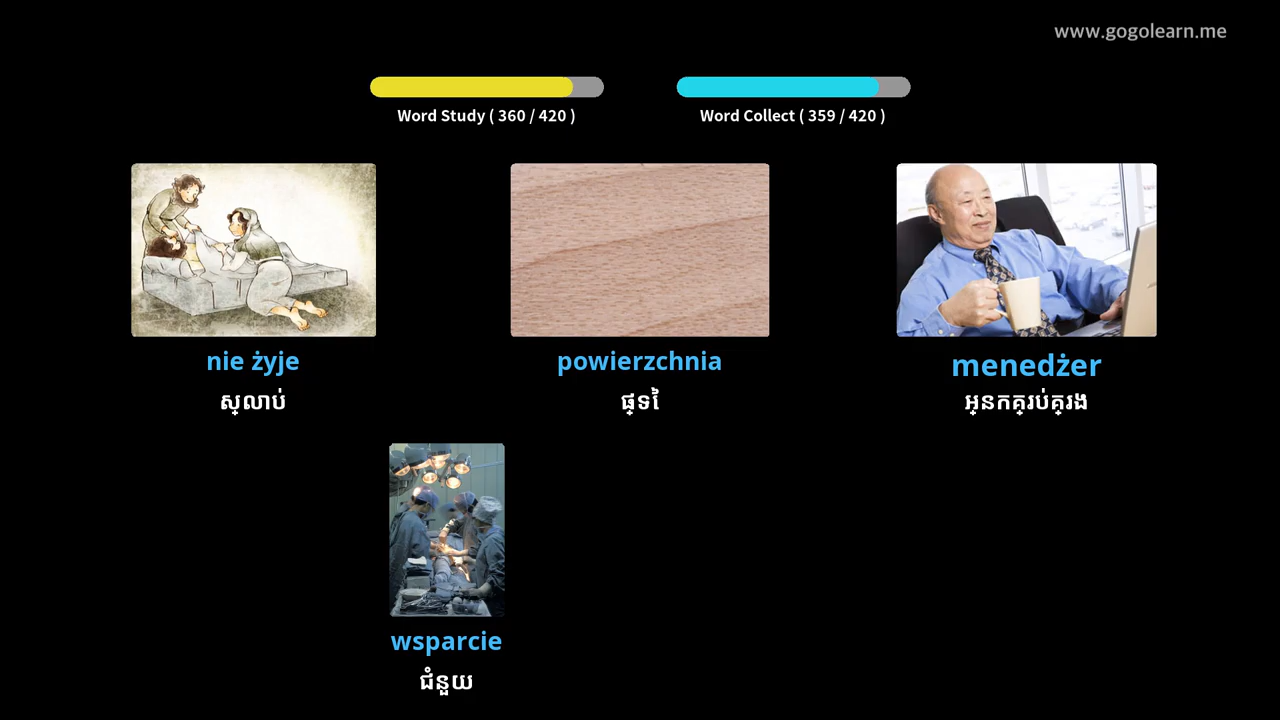 www.gogolearn.me
Word Study ( 360 / 420 )
Word Collect ( 359 / 420 )
nie żyje
ស្លាប់
powierzchnia
ផ្ទៃ
menedżer
អ្នកគ្រប់គ្រង
wsparcie
ជំនួយ